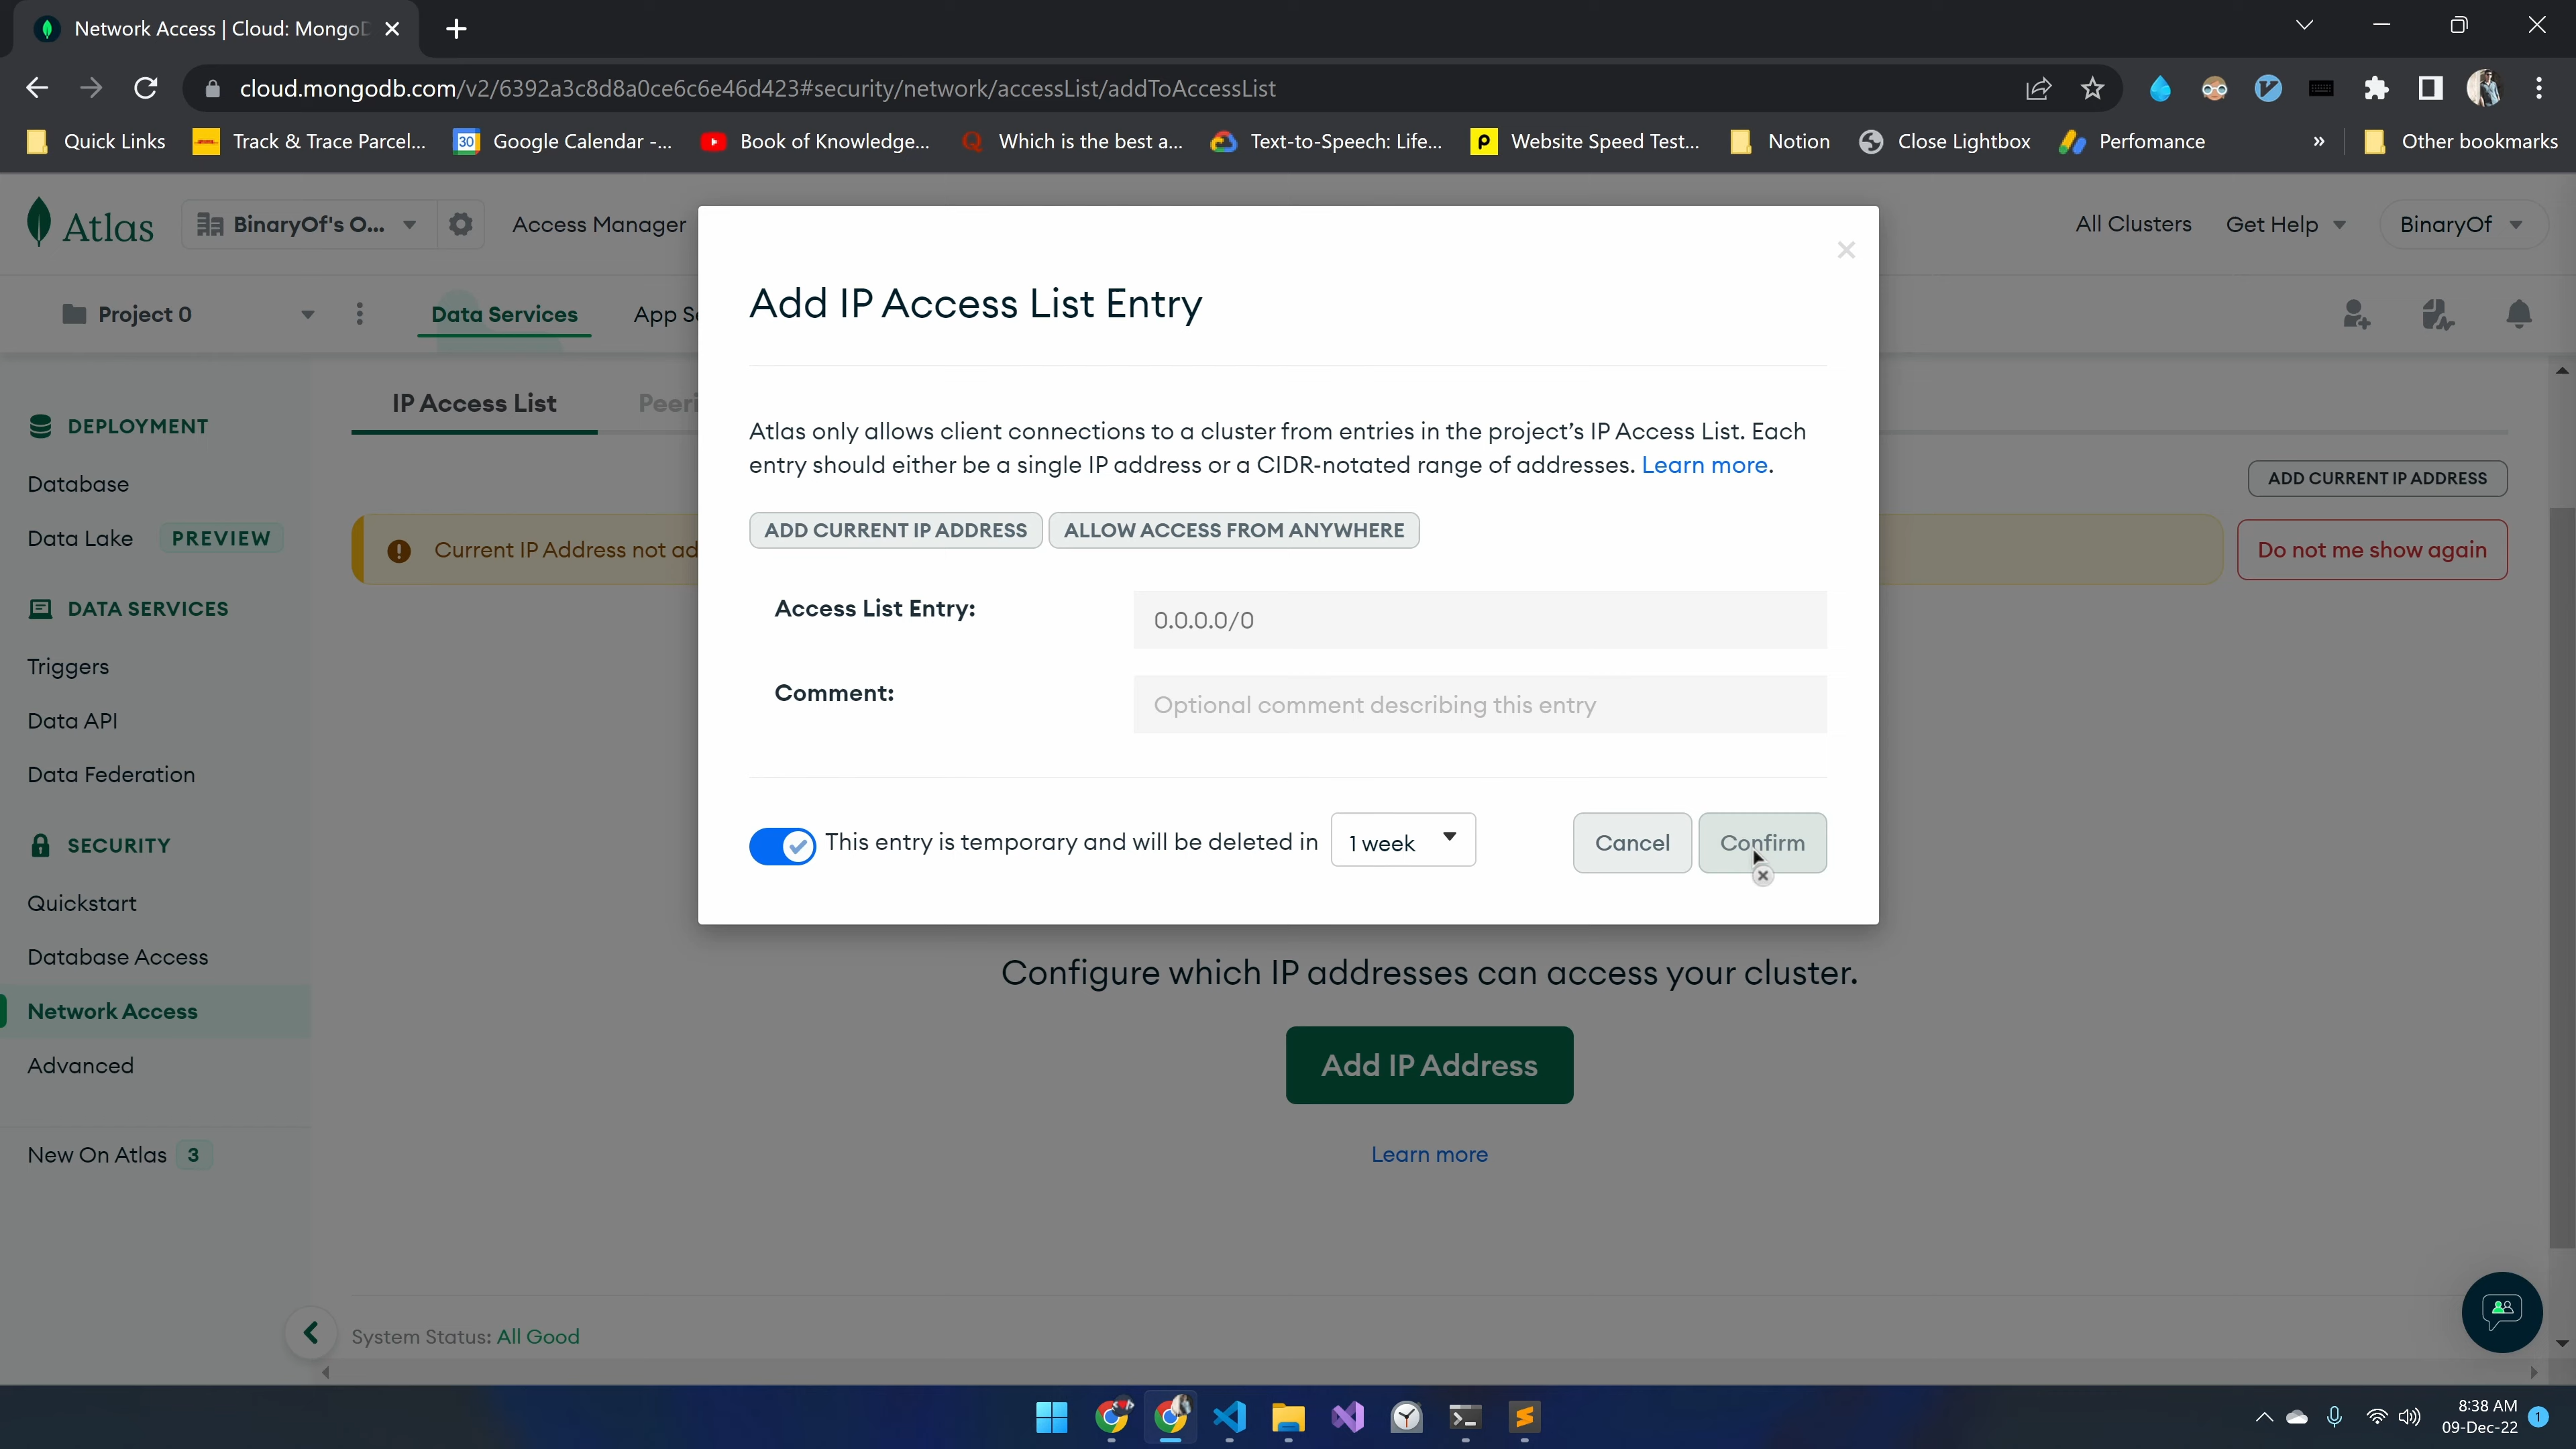 Network Access | Cloud: MongoD
cloud.mongodb.com/v2/6392a3c8d8a0ce6c6e46d423#security/network/accessList/addToAccessList
Quick Links
Track & Trace Parcel...
30
Google Calendar -...
Book of Knowledge...
Which is the best a...
Text-to-Speech: Life...
Website Speed Test...
Notion
Close Lightbox
Perfomance
»
Other bookmarks
Atlas
BinaryOf's O...
Access Manager
All Clusters
Get Help
BinaryOf
Project 0
Data Services
App Se
DEPLOYMENT
Database
Data Lake PREVIEW
DATA SERVICES
Triggers
Data API
Data Federation
SECURITY
Quickstart
Database Access
Network Access
Advanced
New On Atlas 3
IP Access List
Peeri
ADD CURRENT IP ADDRESS
Current IP Address not ad
Do not me show again
Add IP Access List Entry
Atlas only allows client connections to a cluster from entries in the project's IP Access List. Each
entry should either be a single IP address or a CIDR-notated range of addresses. Learn more.
ADD CURRENT IP ADDRESS
ALLOW ACCESS FROM ANYWHERE
Access List Entry:
0.0.0.0/0
Comment:
Optional comment describing this entry
This entry is temporary and will be deleted in
1 week
Cancel
Confirm
Configure which IP addresses can access your cluster.
Add IP Address
Learn more
System Status: All Good
8:38 AM
09-Dec-22
1